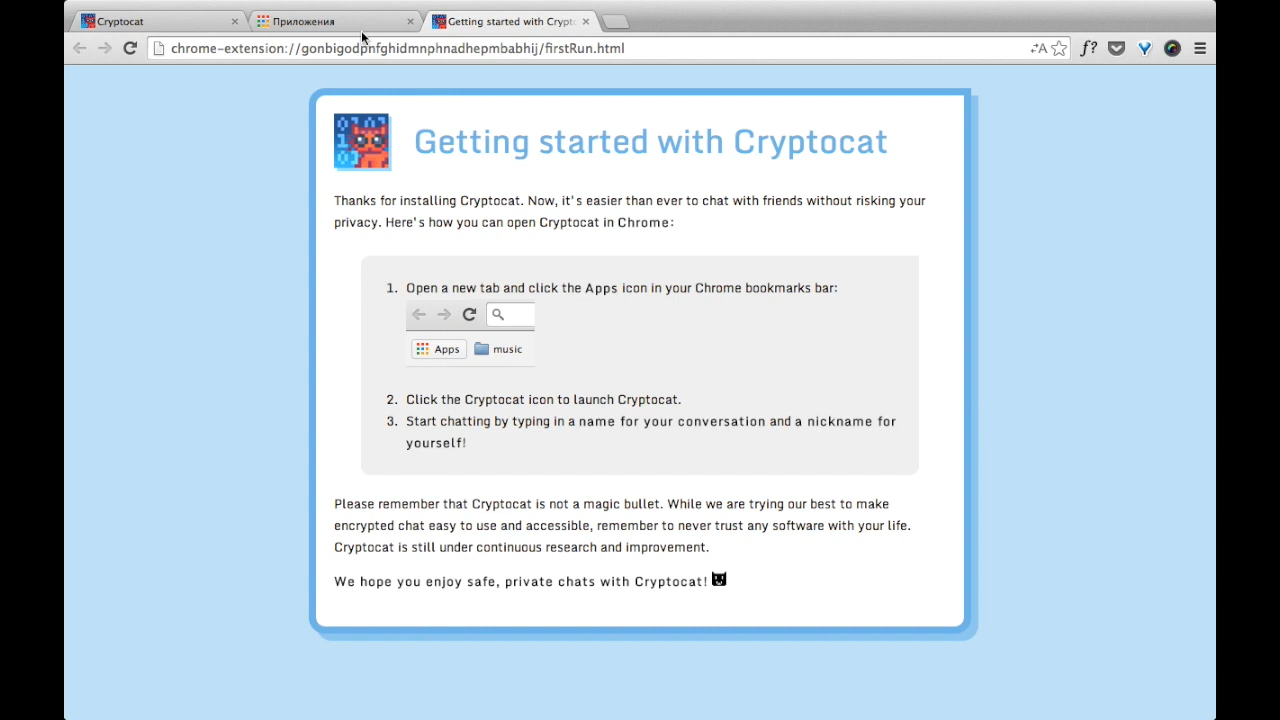 Cryptocat
Приложения
Getting started with Crypto
chrome-extension://gonbigodpnfghidmnphnadhepmbabhij/firstRun.html
Getting started with Cryptocat
Thanks for installing Cryptocat. Now, it's easier than ever to chat with friends without risking your
privacy. Here's how you can open Cryptocat in Chrome:
1. Open a new tab and click the Apps icon in your Chrome bookmarks bar:
Apps music
2. Click the Cryptocat icon to launch Cryptocat.
3. Start chatting by typing in a name for your conversation and a nickname for
yourself!
Please remember that Cryptocat is not a magic bullet. While we are trying our best to make
encrypted chat easy to use and accessible, remember to never trust any software with your life.
Cryptocat is still under continuous research and improvement.
We hope you enjoy safe, private chats with Cryptocat!